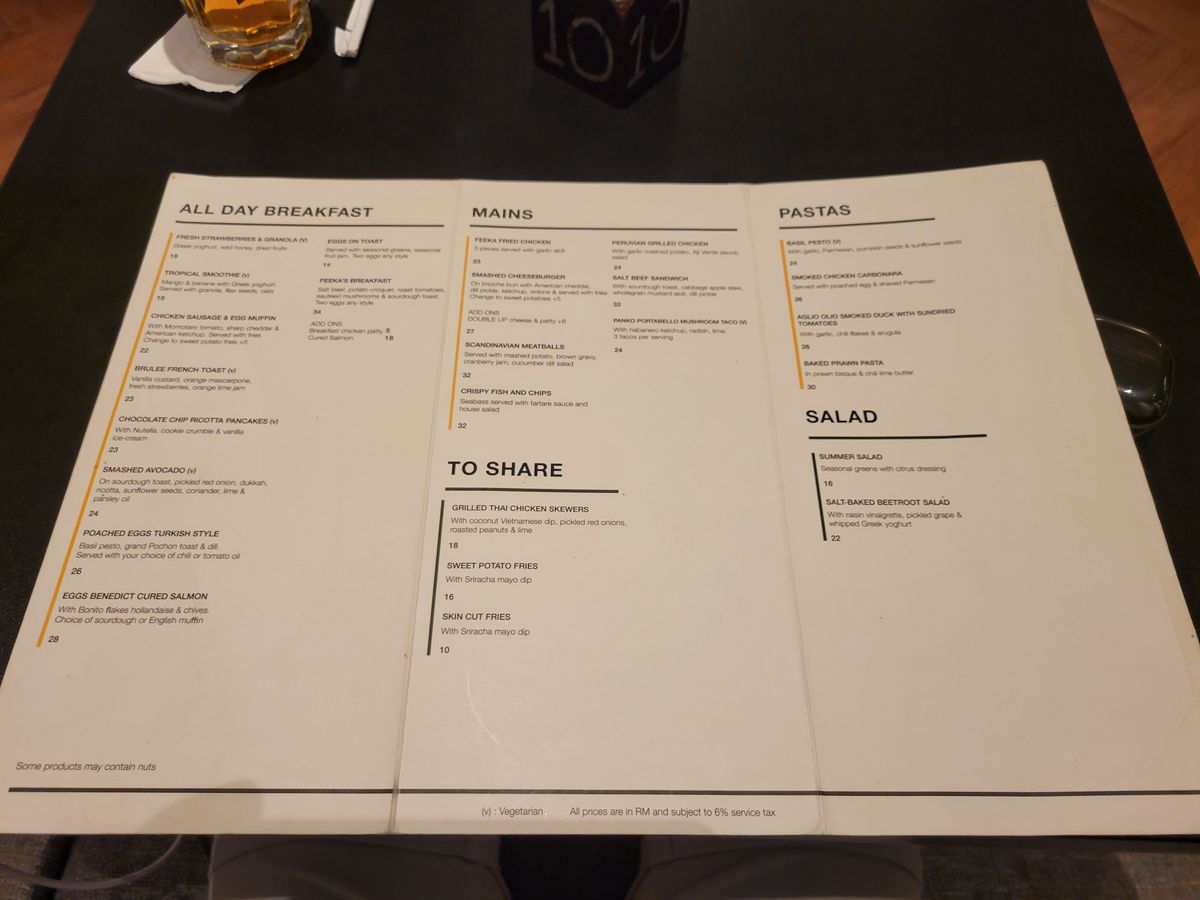 10 10
ALL DAY BREAKFAST
FRESH STRAWBERRIES & GRANOLA (V)
Greek yoghurt, wild honey, dried fruits
16
TROPICAL SMOOTHIE (v)
Mango & banana with Greek yoghurt.
Served with granola, flax seeds, oats
19
CHICKEN SAUSAGE & EGG MUFFIN
With Momotaro tomato, sharp cheddar &
American ketchup. Served with fries
Change to sweet potato fries +5
22
BRULEE FRENCH TOAST (v)
Vanilla custard, orange mascarpone,
fresh strawberries, orange lime jam
23
CHOCOLATE CHIP RICOTTA PANCAKES (v)
With Nutella, cookie crumble & vanilla
ice-cream
23
SMASHED AVOCADO (v)
On sourdough toast, pickled red onion, dukkah,
ricotta, sunflower seeds, coriander, lime &
parsley oil
24
POACHED EGGS TURKISH STYLE
Basil pesto, grand Pochon toast & dill.
Served with your choice of chili or tomato oil
26
EGGS BENEDICT CURED SALMON
With Bonito flakes hollandaise & chives.
Choice of sourdough or English muffin
28
EGGS ON TOAST
Served with seasonal greens, seasonal
fruit jam. Two eggs any style
14
FEEKA'S BREAKFAST
Salt beef, potato croquet, roast tomatoes,
sauteed mushrooms & sourdough toast.
Two eggs any style
34
ADD ONS
Breakfast chicken patty 5
Cured Salmon 18
MAINS
FEEKA FRIED CHICKEN
3 pieces served with garlic aioli
23
SMASHED CHEESEBURGER
On brioche bun with American cheddar,
dill pickle, ketchup, onions & served with fries
Change to sweet potatoes +5
ADD ONS
DOUBLE UP cheese & patty +8
27
SCANDINAVIAN MEATBALLS
Served with mashed potato, brown gravy,
cranberry jam, cucumber dill salad
32
CRISPY FISH AND CHIPS
Seabass served with tartare sauce and
house salad
32
PERUVIAN GRILLED CHICKEN
With garlic mashed potato, Aji Verde sauce,
salad
24
SALT BEEF SANDWICH
With sourdough toast, cabbage apple slaw,
wholegrain mustard aioli, dill pickle
32
PANKO PORTABELLO MUSHROOM TACO (V)
With habanero ketchup, radish, lime,
3 tacos per serving
24
TO SHARE
GRILLED THAI CHICKEN SKEWERS
With coconut Vietnamese dip, pickled red onions,
roasted peanuts & lime
18
SWEET POTATO FRIES
With Sriracha mayo dip
16
SKIN CUT FRIES
With Sriracha mayo dip
10
PASTAS
BASIL PESTO (V)
With garlic, Parmesan, pumpkin seeds & sunflower seeds
24
SMOKED CHICKEN CARBONARA
Served with poached egg & shaved Parmesan
26
AGLIO OLIO SMOKED DUCK WITH SUNDRIED
TOMATOES
With garlic, chili flakes & arugula
26
BAKED PRAWN PASTA
In prawn bisque & chili lime butter
30
SALAD
SUMMER SALAD
Seasonal greens with citrus dressing
16
SALT-BAKED BEETROOT SALAD
With raisin vinaigrette, pickled grape &
whipped Greek yoghurt
22
Some products may contain nuts
(v) : Vegetarian All prices are in RM and subject to 6% service tax